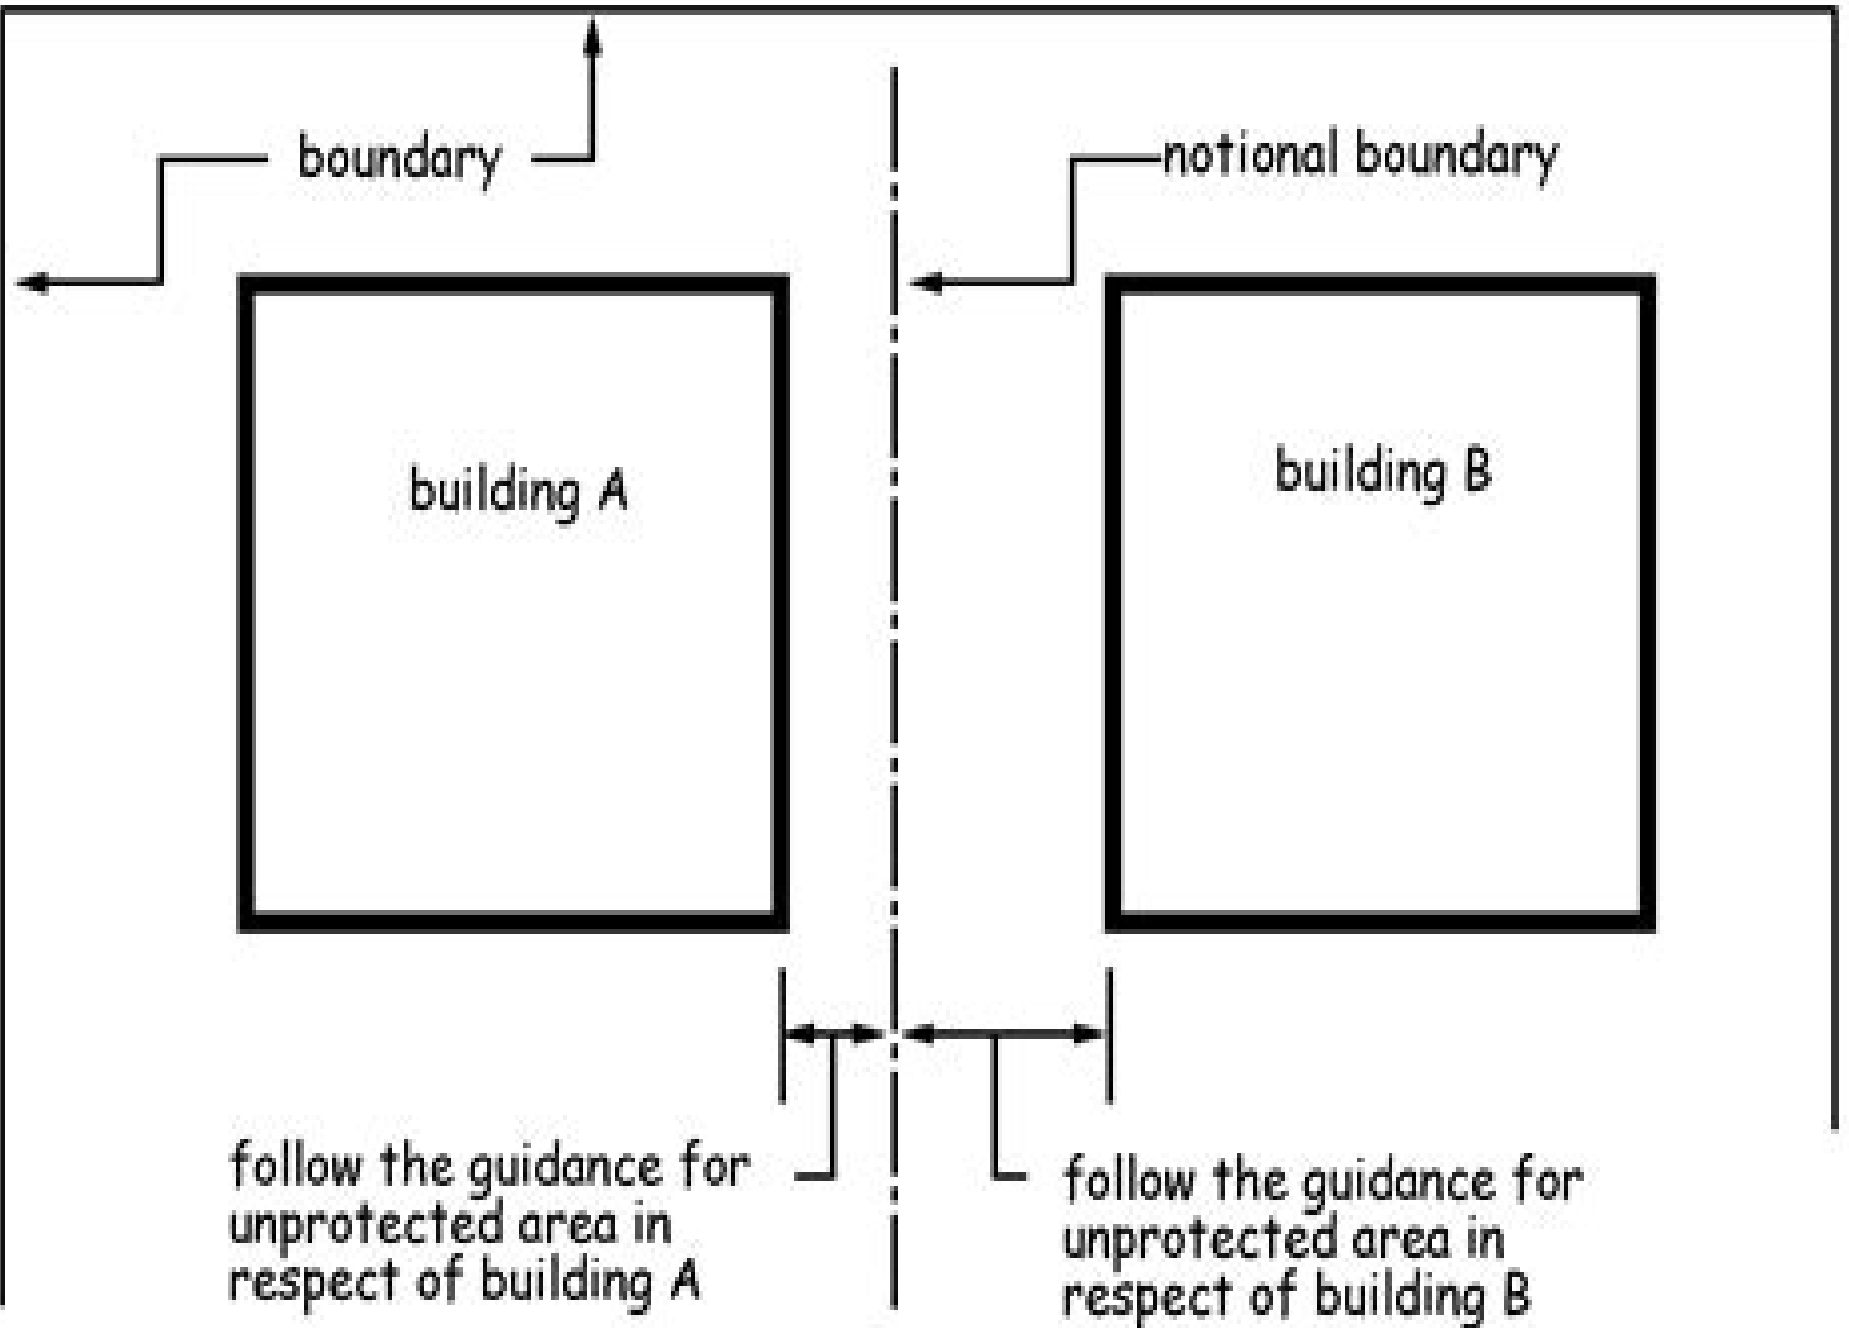 boundary
notional boundary
building A
building B
follow the guidance for
unprotected area in
respect of building A
follow the guidance for
unprotected area in
respect of building B